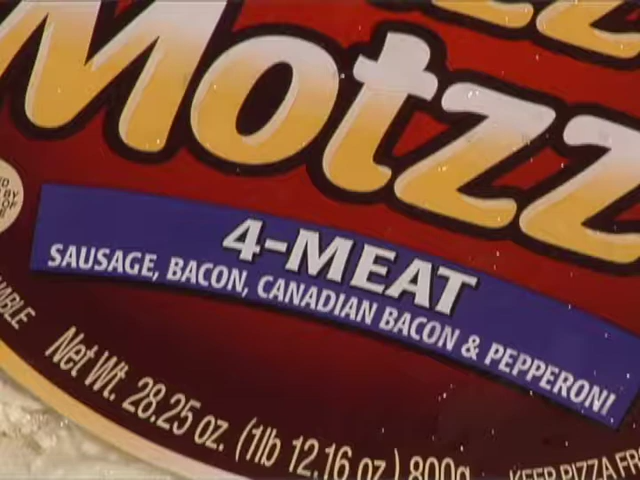 Motzz
4-MEAT
SAUSAGE, BACON, CANADIAN BACON & PEPPERONI
Net Wt. 28.25 oz. (1lb 12.16 oz.) 800g
KEEP PIZZA FR